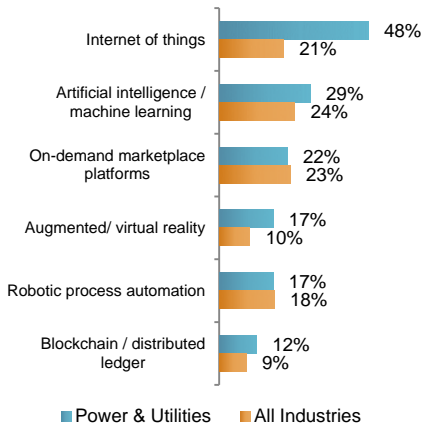 Internet of things
48%
21%
Artificial intelligence /
machine learning
29%
24%
On-demand marketplace
platforms
22%
23%
Augmented/ virtual reality
17%
10%
Robotic process automation
17%
18%
Blockchain / distributed
ledger
12%
9%
Power & Utilities
All Industries